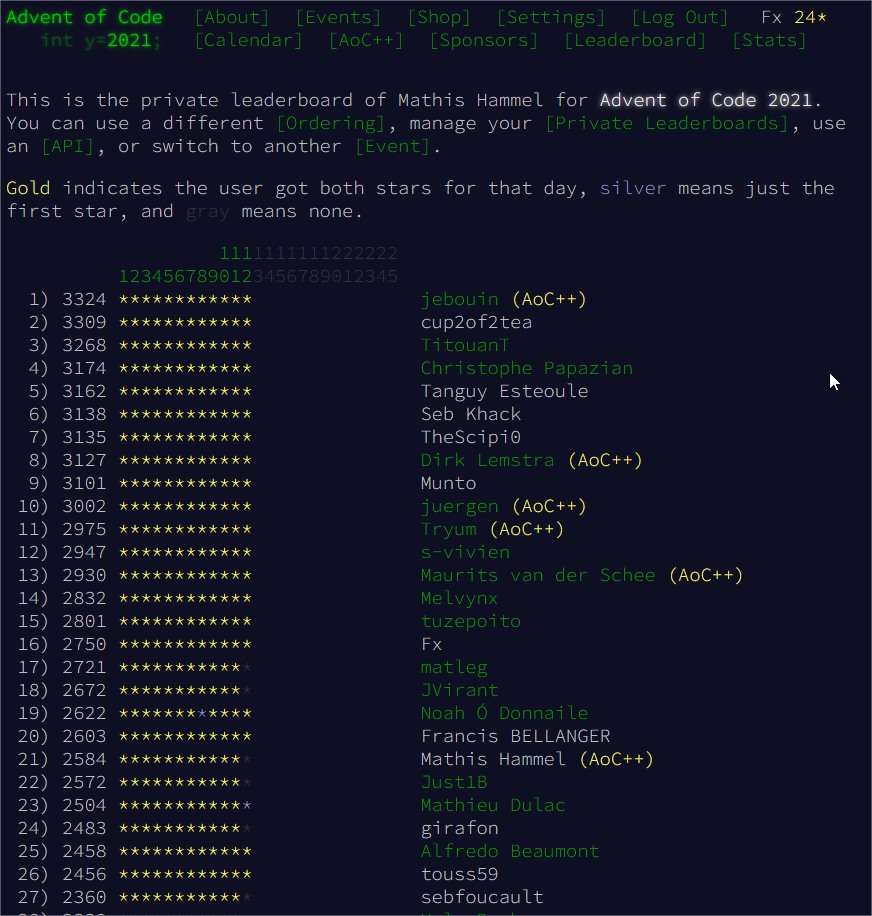 Advent of Code [About] [Events] [Shop] [Settings] [Log Out] Fx 24*
int y=2021; [Calendar] [AoC++] [Sponsors] [Leaderboard] [Stats]
This is the private leaderboard of Mathis Hammel for Advent of Code 2021.
You can use a different [Ordering], manage your [Private Leaderboards], use
an [API], or switch to another [Event].
Gold indicates the user got both stars for that day, silver means just the
first star, and gray means none.
1111111111222222
1234567890123456789012345
1) 3324 ************ jebouin (AoC++)
2) 3309 ************ cup2of2tea
3) 3268 ************ TitouanT
4) 3174 ************ Christophe Papazian
5) 3162 ************ Tanguy Esteoule
6) 3138 ************ Seb Khack
7) 3135 ************ TheScipi0
8) 3127 ************ Dirk Lemstra (AoC++)
9) 3101 ************ Munto
10) 3002 ************ juergen (AoC++)
11) 2975 ************ Tryum (AoC++)
12) 2947 ************ s-vivien
13) 2930 ************ Maurits van der Schee (AoC++)
14) 2832 ************ Melvynx
15) 2801 ************ tuzepoito
16) 2750 ************ Fx
17) 2721 ************ matleg
18) 2672 ************ JVirant
19) 2622 ************ Noah Ó Donnaile
20) 2603 ************ Francis BELLANGER
21) 2584 ************ Mathis Hammel (AoC++)
22) 2572 ************ Just1B
23) 2504 ************ Mathieu Dulac
24) 2483 ************ girafon
25) 2458 ************ Alfredo Beaumont
26) 2456 ************ touss59
27) 2360 ************ sebfoucault